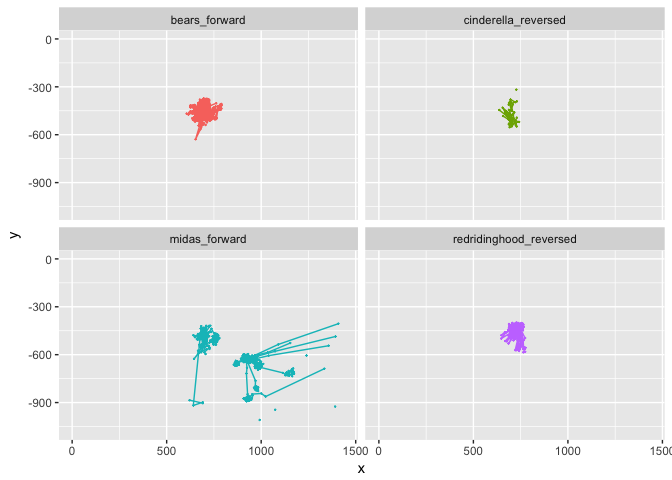 bears_forward
cinderella_reversed
0
-300
-600
-900
midas_forward
redridinghood_reversed
0
-300
-600
-900
0
500
1000
1500
0
500
1000
1500
x
y